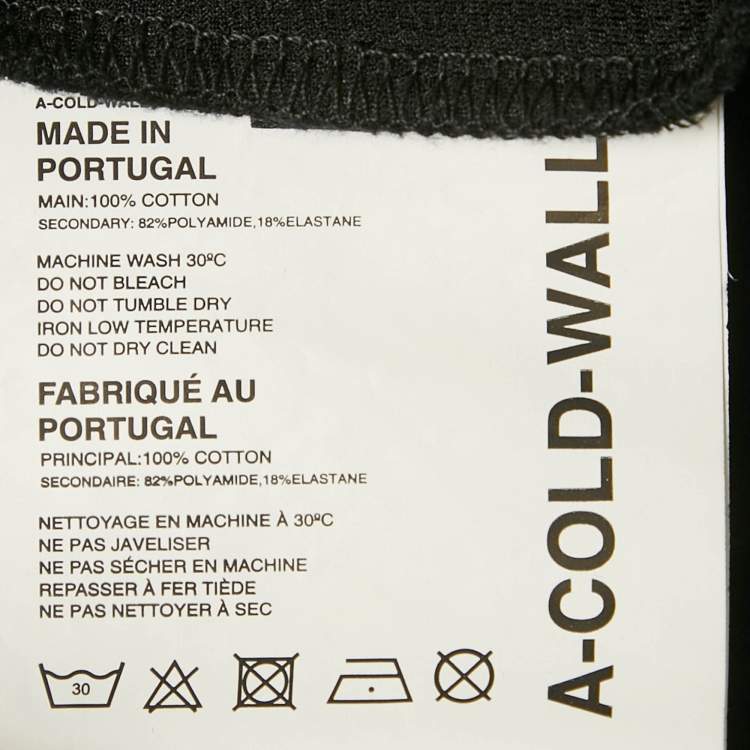 A-COLD-WALL
MADE IN
PORTUGAL
MAIN:100% COTTON
SECONDARY: 82%POLYAMIDE,18%ELASTANE
MACHINE WASH 30ºC
DO NOT BLEACH
DO NOT TUMBLE DRY
IRON LOW TEMPERATURE
DO NOT DRY CLEAN
FABRIQUÉ AU
PORTUGAL
PRINCIPAL:100% COTTON
SECONDAIRE: 82%POLYAMIDE,18%ELASTANE
NETTOYAGE EN MACHINE À 30ºC
NE PAS JAVELISER
NE PAS SÉCHER EN MACHINE
REPASSER À FER TIÈDE
NE PAS NETTOYER À SEC
30
A-COLD-WALL